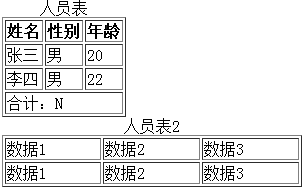 人员表
姓名 性别 年龄
张三 男 20
李四 男 22
合计：N
人员表2
数据1 数据2 数据3
数据1 数据2 数据3